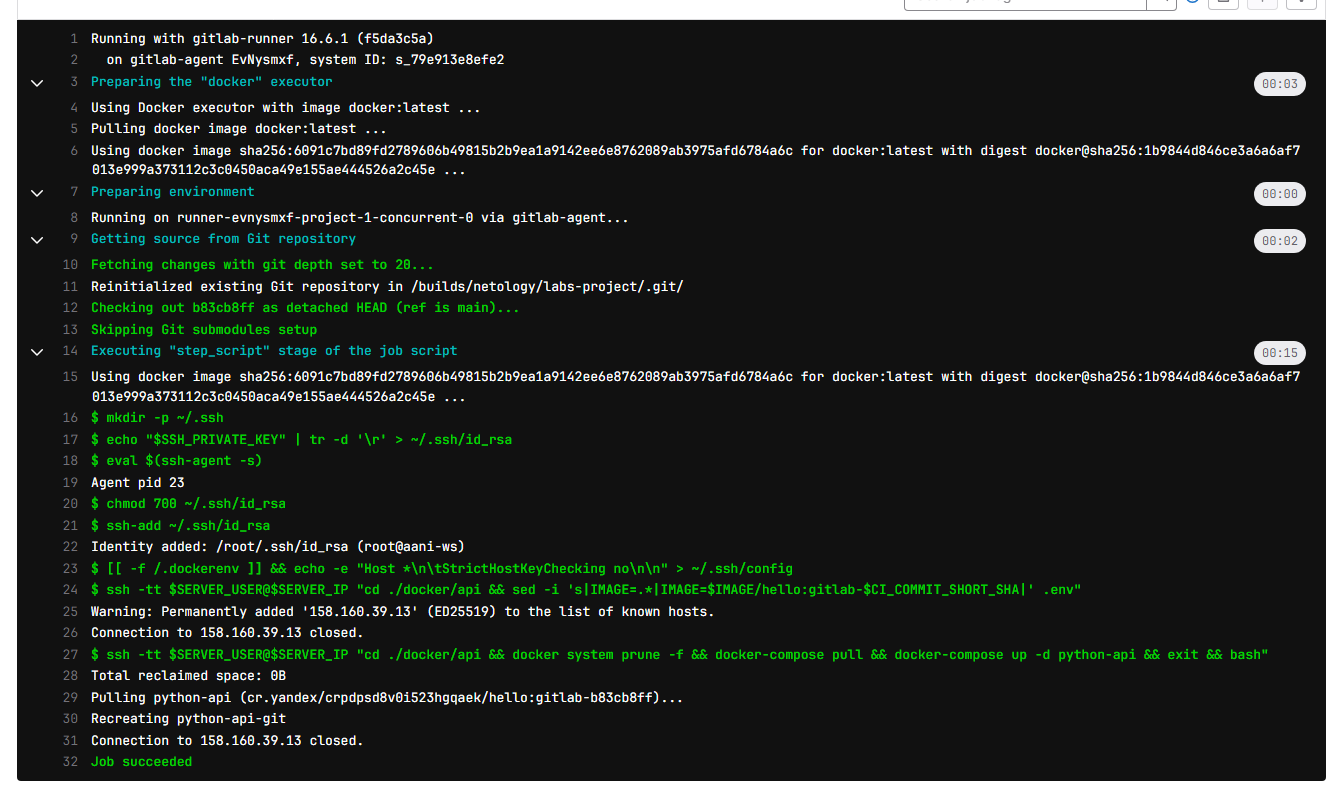 1 Running with gitlab-runner 16.6.1 (f5da3c5a)
2 on gitlab-agent EvNysmxf, system ID: s_79e913e8efe2
3 Preparing the "docker" executor 00:03
4 Using Docker executor with image docker:latest ...
5 Pulling docker image docker:latest ...
6 Using docker image sha256:6091c7bd89fd2789606b49815b2b9ea1a9142ee6e8762089ab3975afd6784a6c for docker:latest with digest docker@sha256:1b9844d846ce3a6a6af7
013e999a373112c3c0450aca49e155ae444526a2c45e ...
7 Preparing environment 00:00
8 Running on runner-evnysmxf-project-1-concurrent-0 via gitlab-agent...
9 Getting source from Git repository 00:02
10 Fetching changes with git depth set to 20...
11 Reinitialized existing Git repository in /builds/netology/labs-project/.git/
12 Checking out b83cb8ff as detached HEAD (ref is main)...
13 Skipping Git submodules setup
14 Executing "step_script" stage of the job script 00:15
15 Using docker image sha256:6091c7bd89fd2789606b49815b2b9ea1a9142ee6e8762089ab3975afd6784a6c for docker:latest with digest docker@sha256:1b9844d846ce3a6a6af7
013e999a373112c3c0450aca49e155ae444526a2c45e ...
16 $ mkdir -p ~/.ssh
17 $ echo "$SSH_PRIVATE_KEY" | tr -d '\r' > ~/.ssh/id_rsa
18 $ eval $(ssh-agent -s)
19 Agent pid 23
20 $ chmod 700 ~/.ssh/id_rsa
21 $ ssh-add ~/.ssh/id_rsa
22 Identity added: /root/.ssh/id_rsa (root@aani-ws)
23 $ [[ -f /.dockerenv ]] && echo -e "Host *\n\tStrictHostKeyChecking no\n\n" > ~/.ssh/config
24 $ ssh -tt $SERVER_USER@$SERVER_IP "cd ./docker/api && sed -i 's|IMAGE=.*|IMAGE=$IMAGE/hello:gitlab-$CI_COMMIT_SHORT_SHA|' .env"
25 Warning: Permanently added '158.160.39.13' (ED25519) to the list of known hosts.
26 Connection to 158.160.39.13 closed.
27 $ ssh -tt $SERVER_USER@$SERVER_IP "cd ./docker/api && docker system prune -f && docker-compose pull && docker-compose up -d python-api && exit && bash"
28 Total reclaimed space: 0B
29 Pulling python-api (cr.yandex/crpdpsd8v0i523hgqaek/hello:gitlab-b83cb8ff)...
30 Recreating python-api-git
31 Connection to 158.160.39.13 closed.
32 Job succeeded